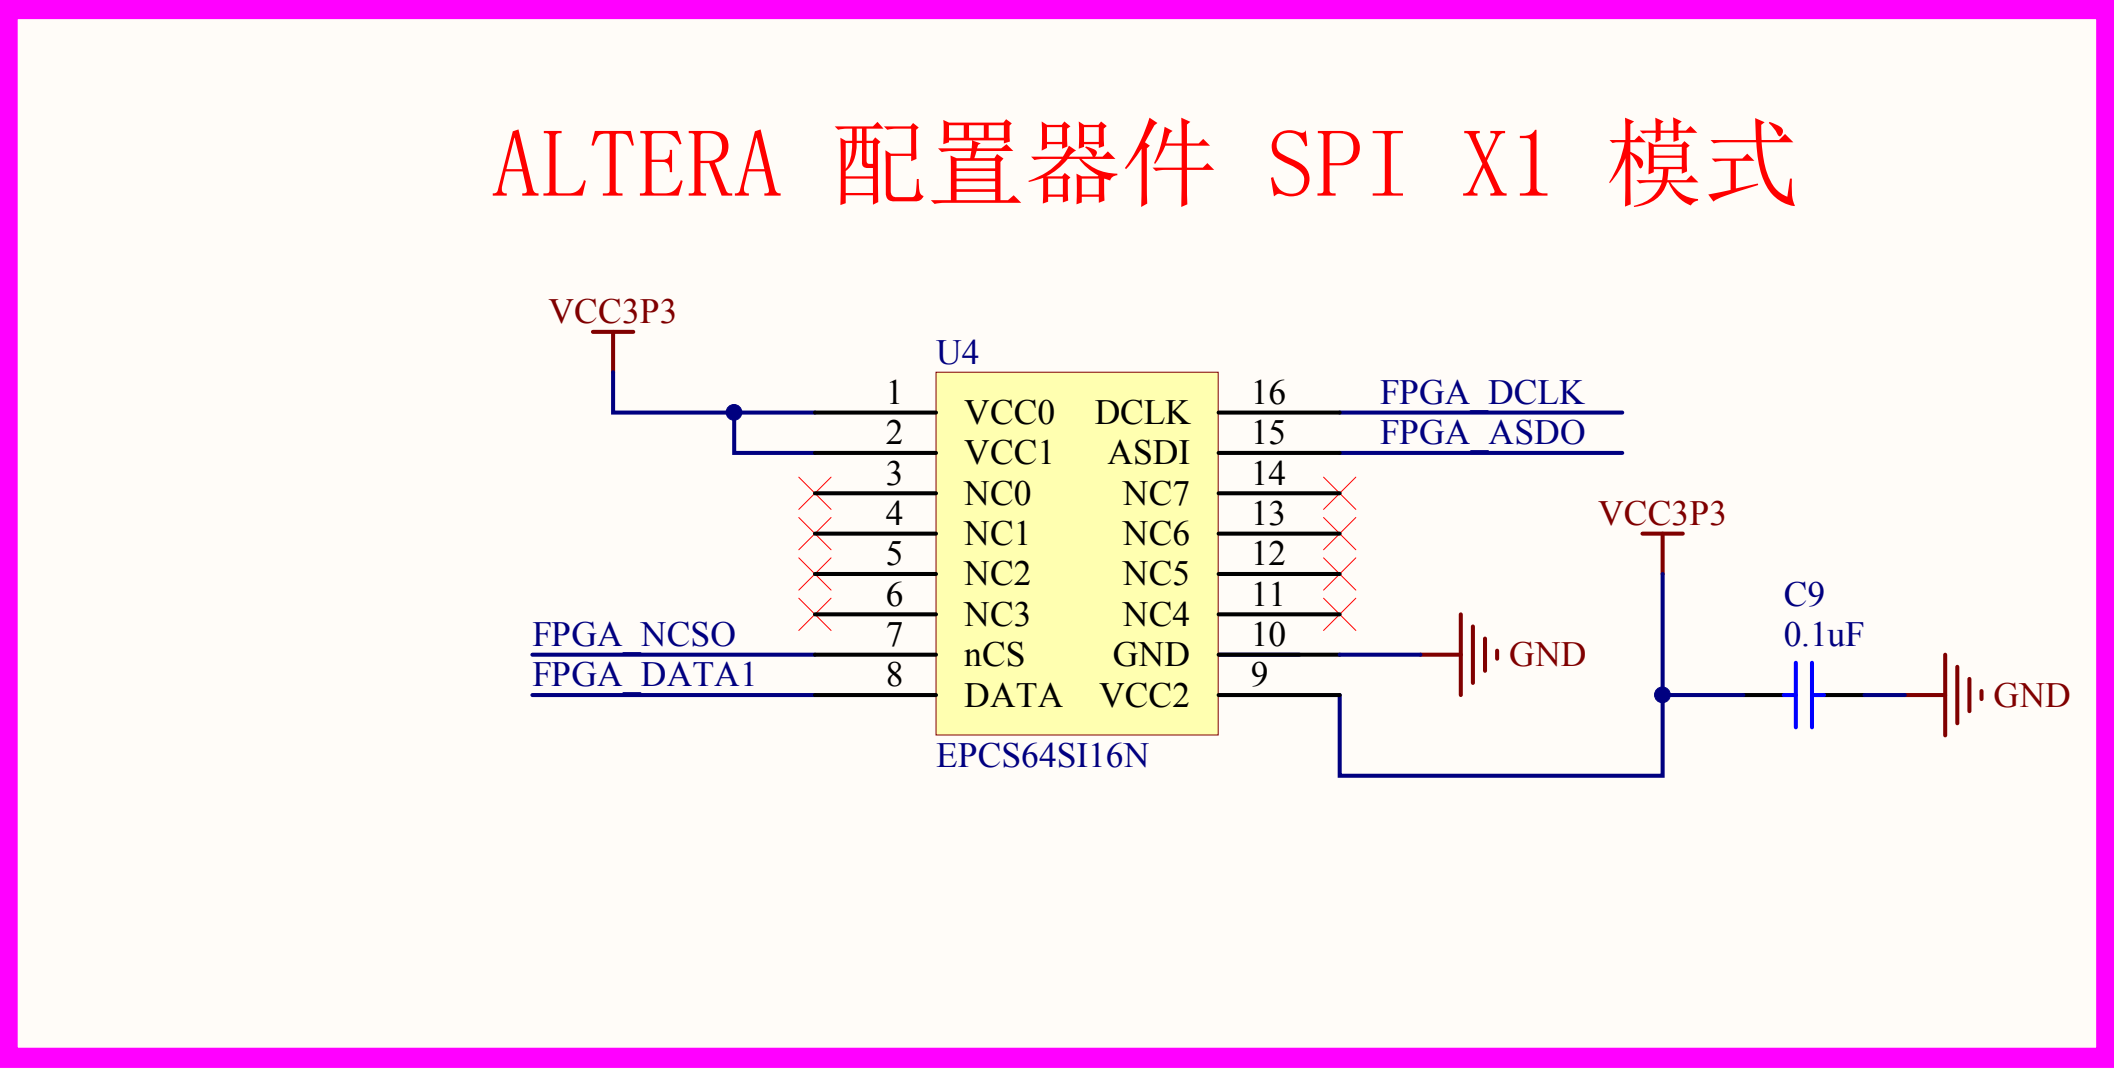 ALTERA 配置器件 SPI X1 模式
VCC3P3
U4
1
VCC0
DCLK
16
FPGA_DCLK
2
VCC1
ASDI
15
FPGA_ASDO
3
NC0
NC7
14
4
NC1
NC6
13
VCC3P3
5
NC2
NC5
12
6
NC3
NC4
11
C9
FPGA_NCSO
7
nCS
GND
10
GND
0.1uF
FPGA_DATA1
8
DATA
VCC2
9
GND
EPCS64SI16N